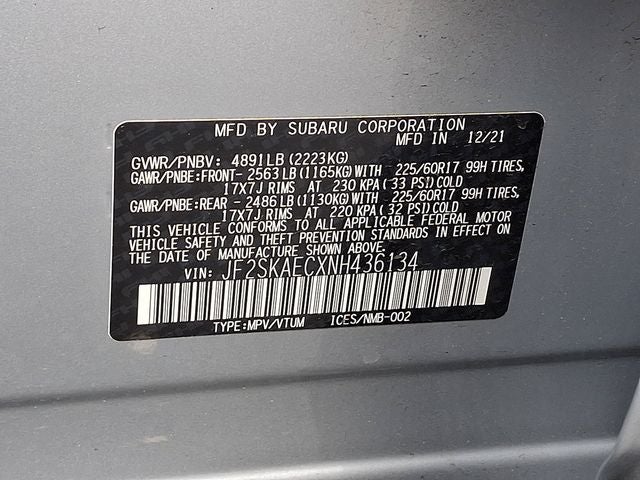 MFD BY SUBARU CORPORATION
MFD IN 12/21
GVWR/PNBV: 4891LB(2223KG)
GAWR/PNBE:FRONT- 2563LB(1165KG)WITH 225/60R17 99H TIRES,
17X7J RIMS AT 230 KPA(33 PSI)COLD
GAWR/PNBE:REAR - 2486LB(1130KG)WITH 225/60R17 99H TIRES,
17X7J RIMS AT 220 KPA(32 PSI)COLD
THIS VEHICLE CONFORMS TO ALL APPLICABLE FEDERAL MOTOR
VEHICLE SAFETY AND THEFT PREVENTION STANDARDS IN EFFECT ON
THE DATE OF MANUFACTURE SHOWN ABOVE.
VIN: JF2SKAECXNH436134
TYPE:MPV/VTUM ICES/NMB-002